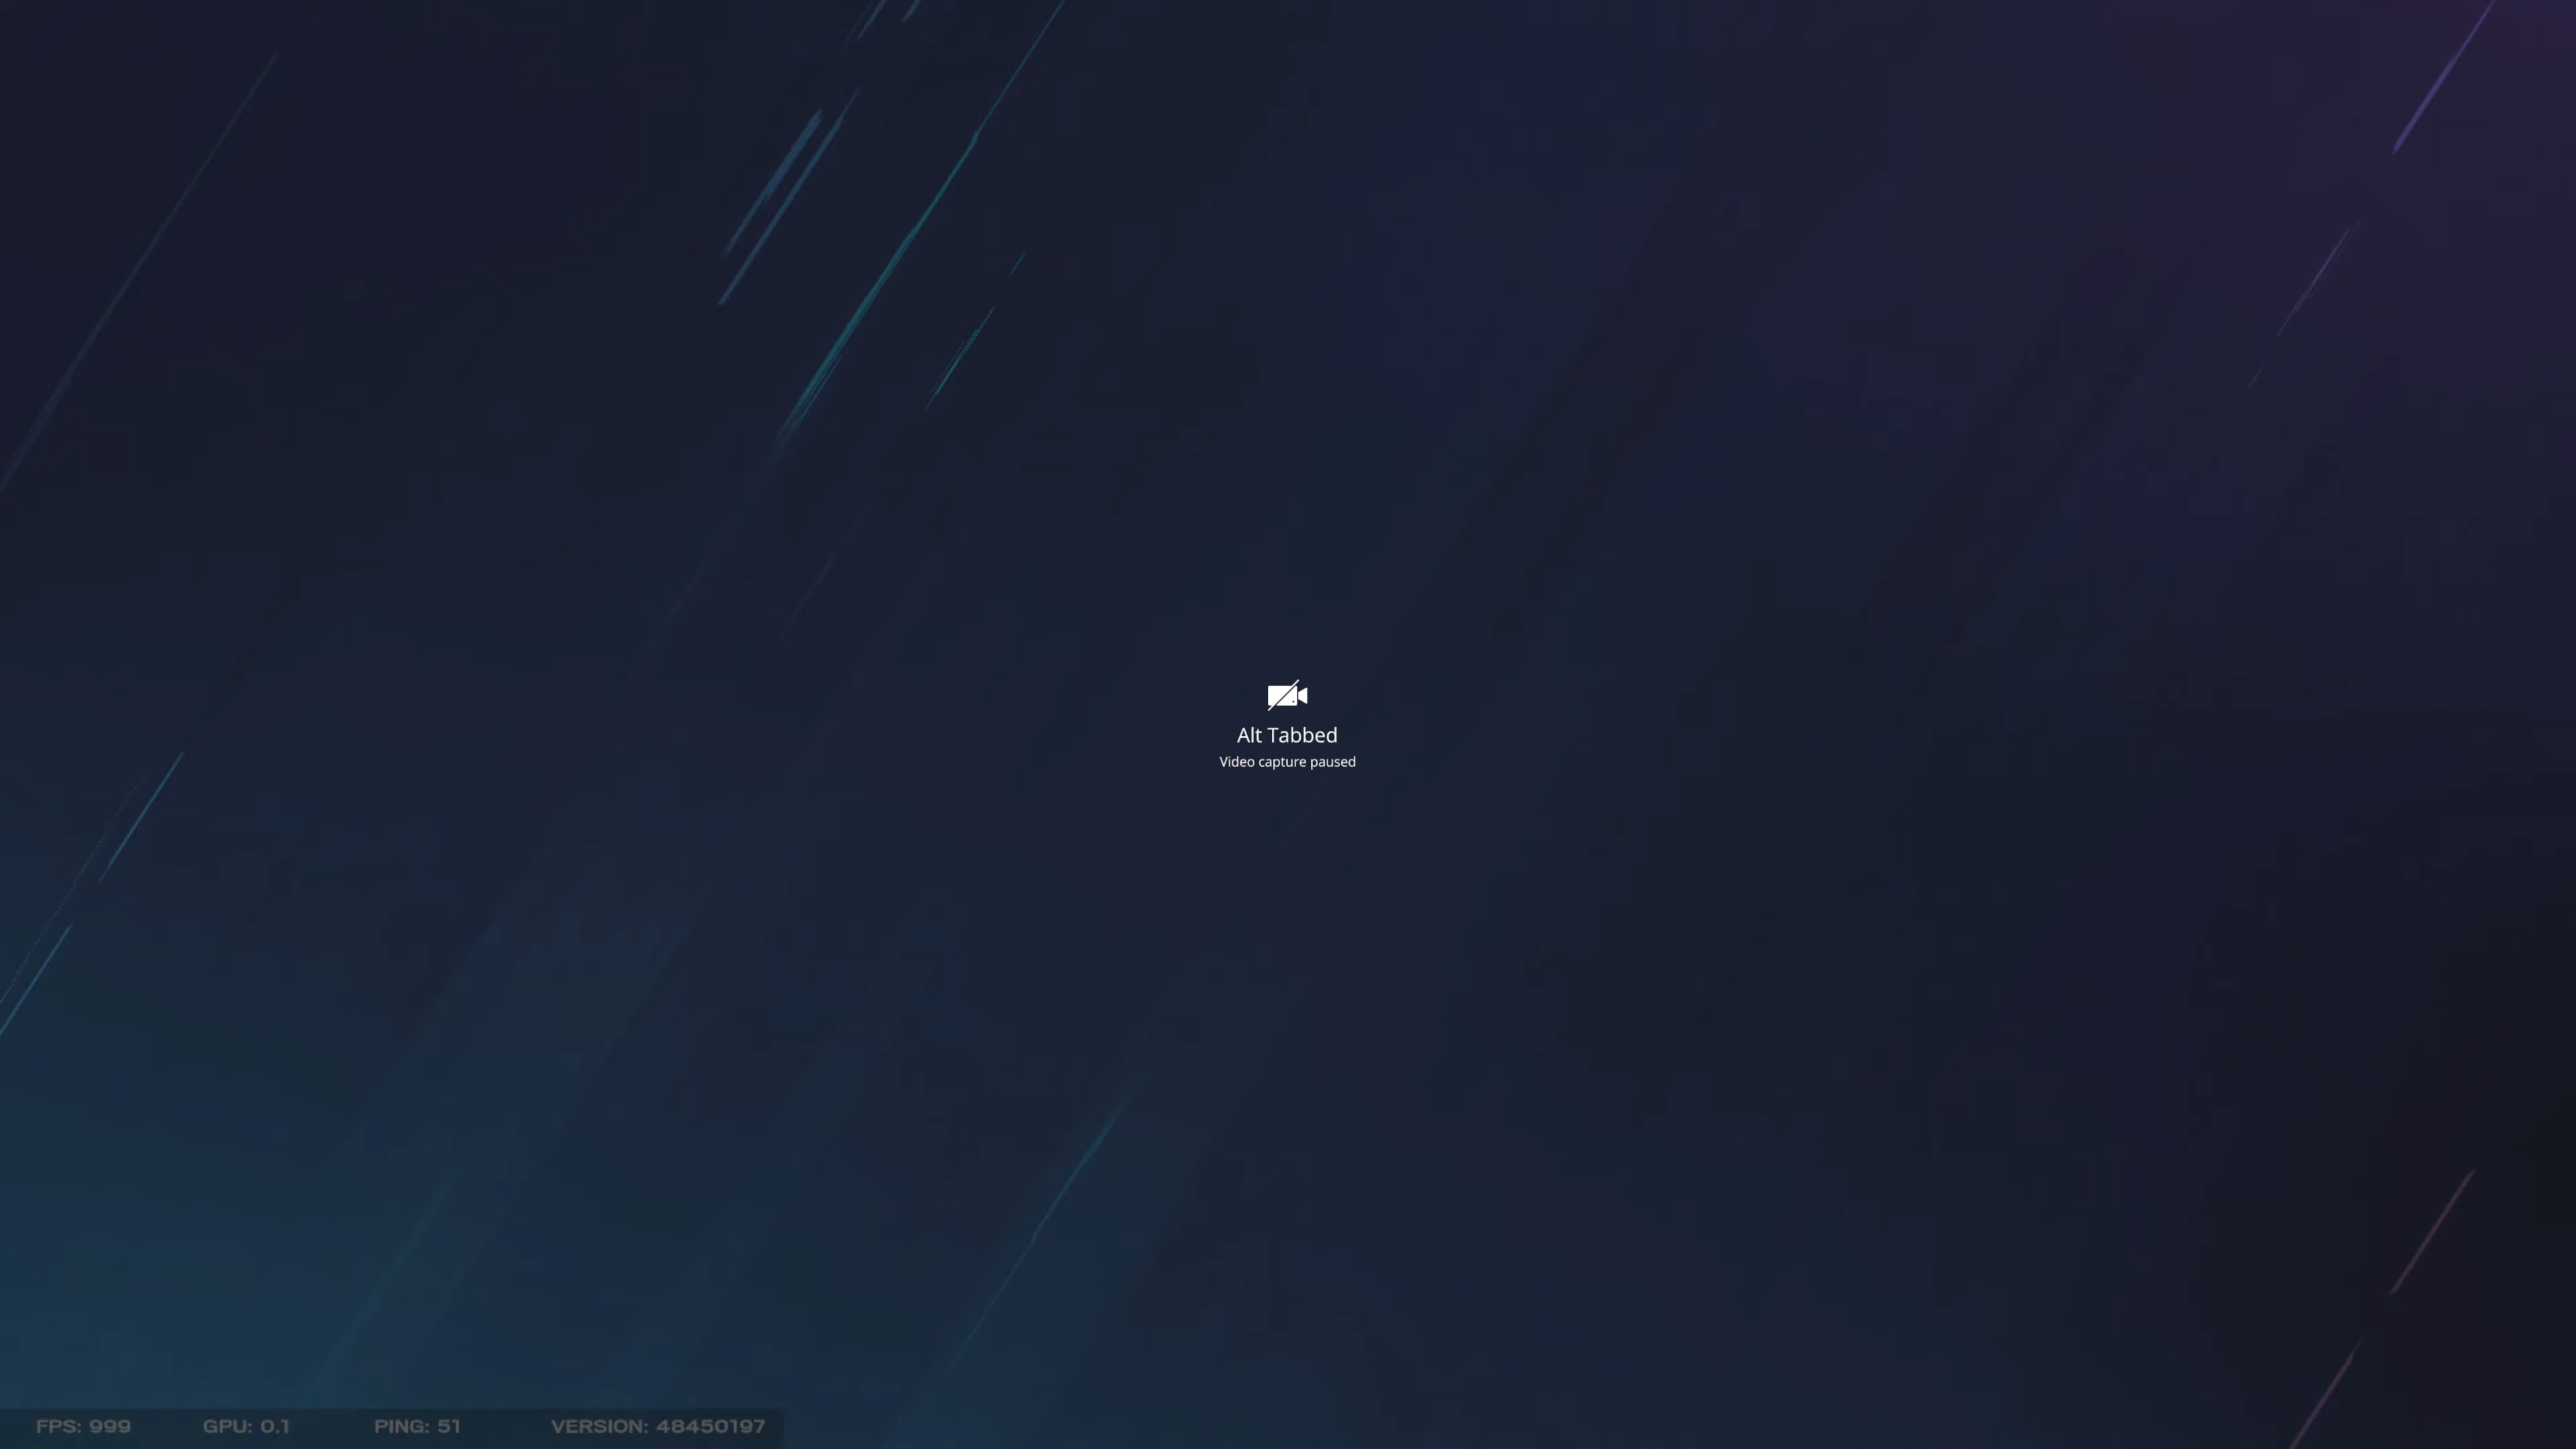 Alt Tabbed
Video capture paused
FPS: 999 GPU: 0.1 PING: 51 VERSION: 48450197